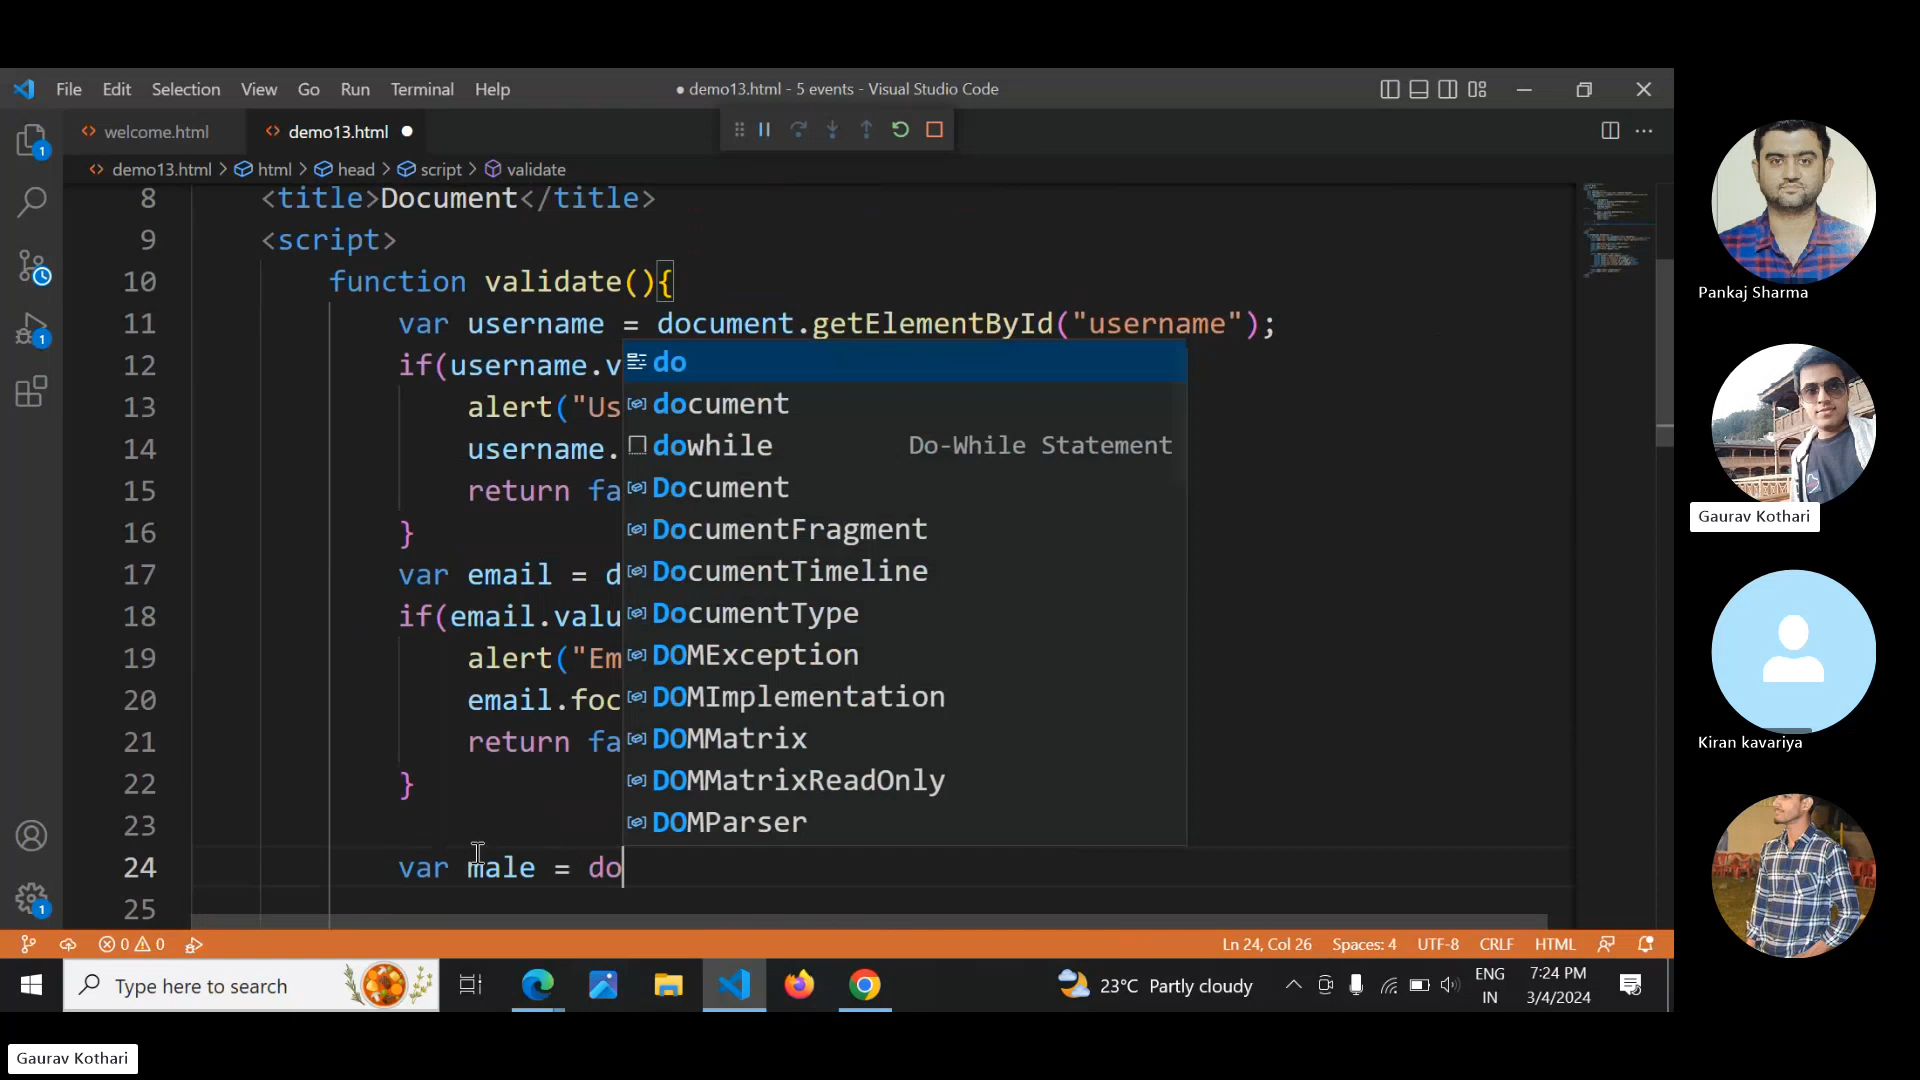 File Edit Selection View Go Run Terminal Help
● demo13.html - 5 events - Visual Studio Code
welcome.html
demo13.html
demo13.html > html > head > script > validate
8 <title>Document</title>
9 <script>
10 function validate(){
11 var username = document.getElementById("username");
12 if(username.v
13 alert("Us
14 username.
15 return fa
16 }
17 var email = d
18 if(email.valu
19 alert("Em
20 email.foc
21 return fa
22 }
23
24 var male = do
25
do
document
dowhile Do-While Statement
Document
DocumentFragment
DocumentTimeline
DocumentType
DOMException
DOMImplementation
DOMMatrix
DOMMatrixReadOnly
DOMParser
1
1
1
0 0
Ln 24, Col 26 Spaces: 4 UTF-8 CRLF HTML
Type here to search
23°C Partly cloudy
ENG
IN
7:24 PM
3/4/2024
Pankaj Sharma
Gaurav Kothari
Kiran kavariya
Gaurav Kothari